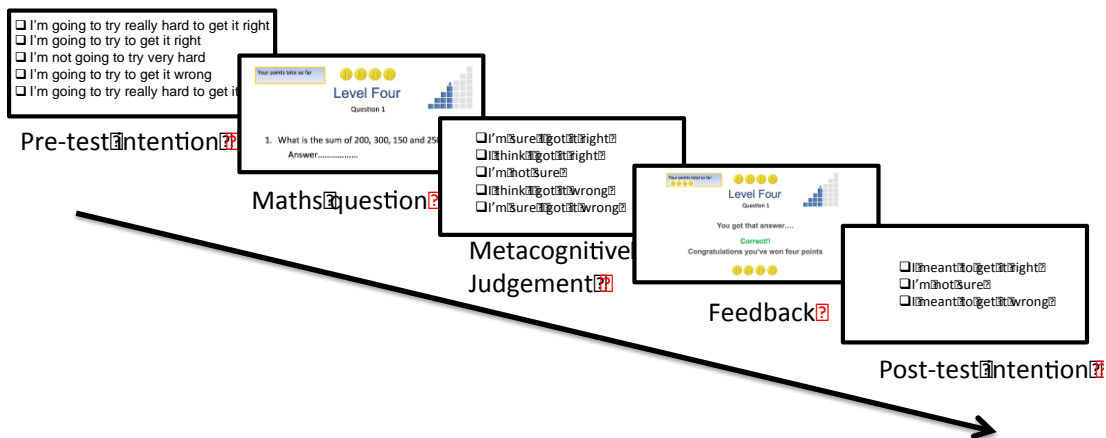 ❑ I'm going to try really hard to get it right
❑ I'm going to try to get it right
❑ I'm not going to try very hard
❑ I'm going to try to get it wrong
❑ I'm going to try really hard to get it
Pre-test intention
Your points total so far
Level Four
Question 1
1. What is the sum of 200, 300, 150 and
Answer..................
Maths question
❑I'm sure I got it right
❑I think I got it right
❑I'm not sure
❑I think I got it wrong
❑I'm sure I got it wrong
Metacognitive
Judgement
Your points total so far
Level Four
Question 1
You got that answer....
Correct!!
Congratulations you've won four points
Feedback
❑I meant to get it right
❑I'm not sure
❑I meant to get it wrong
Post-test intention